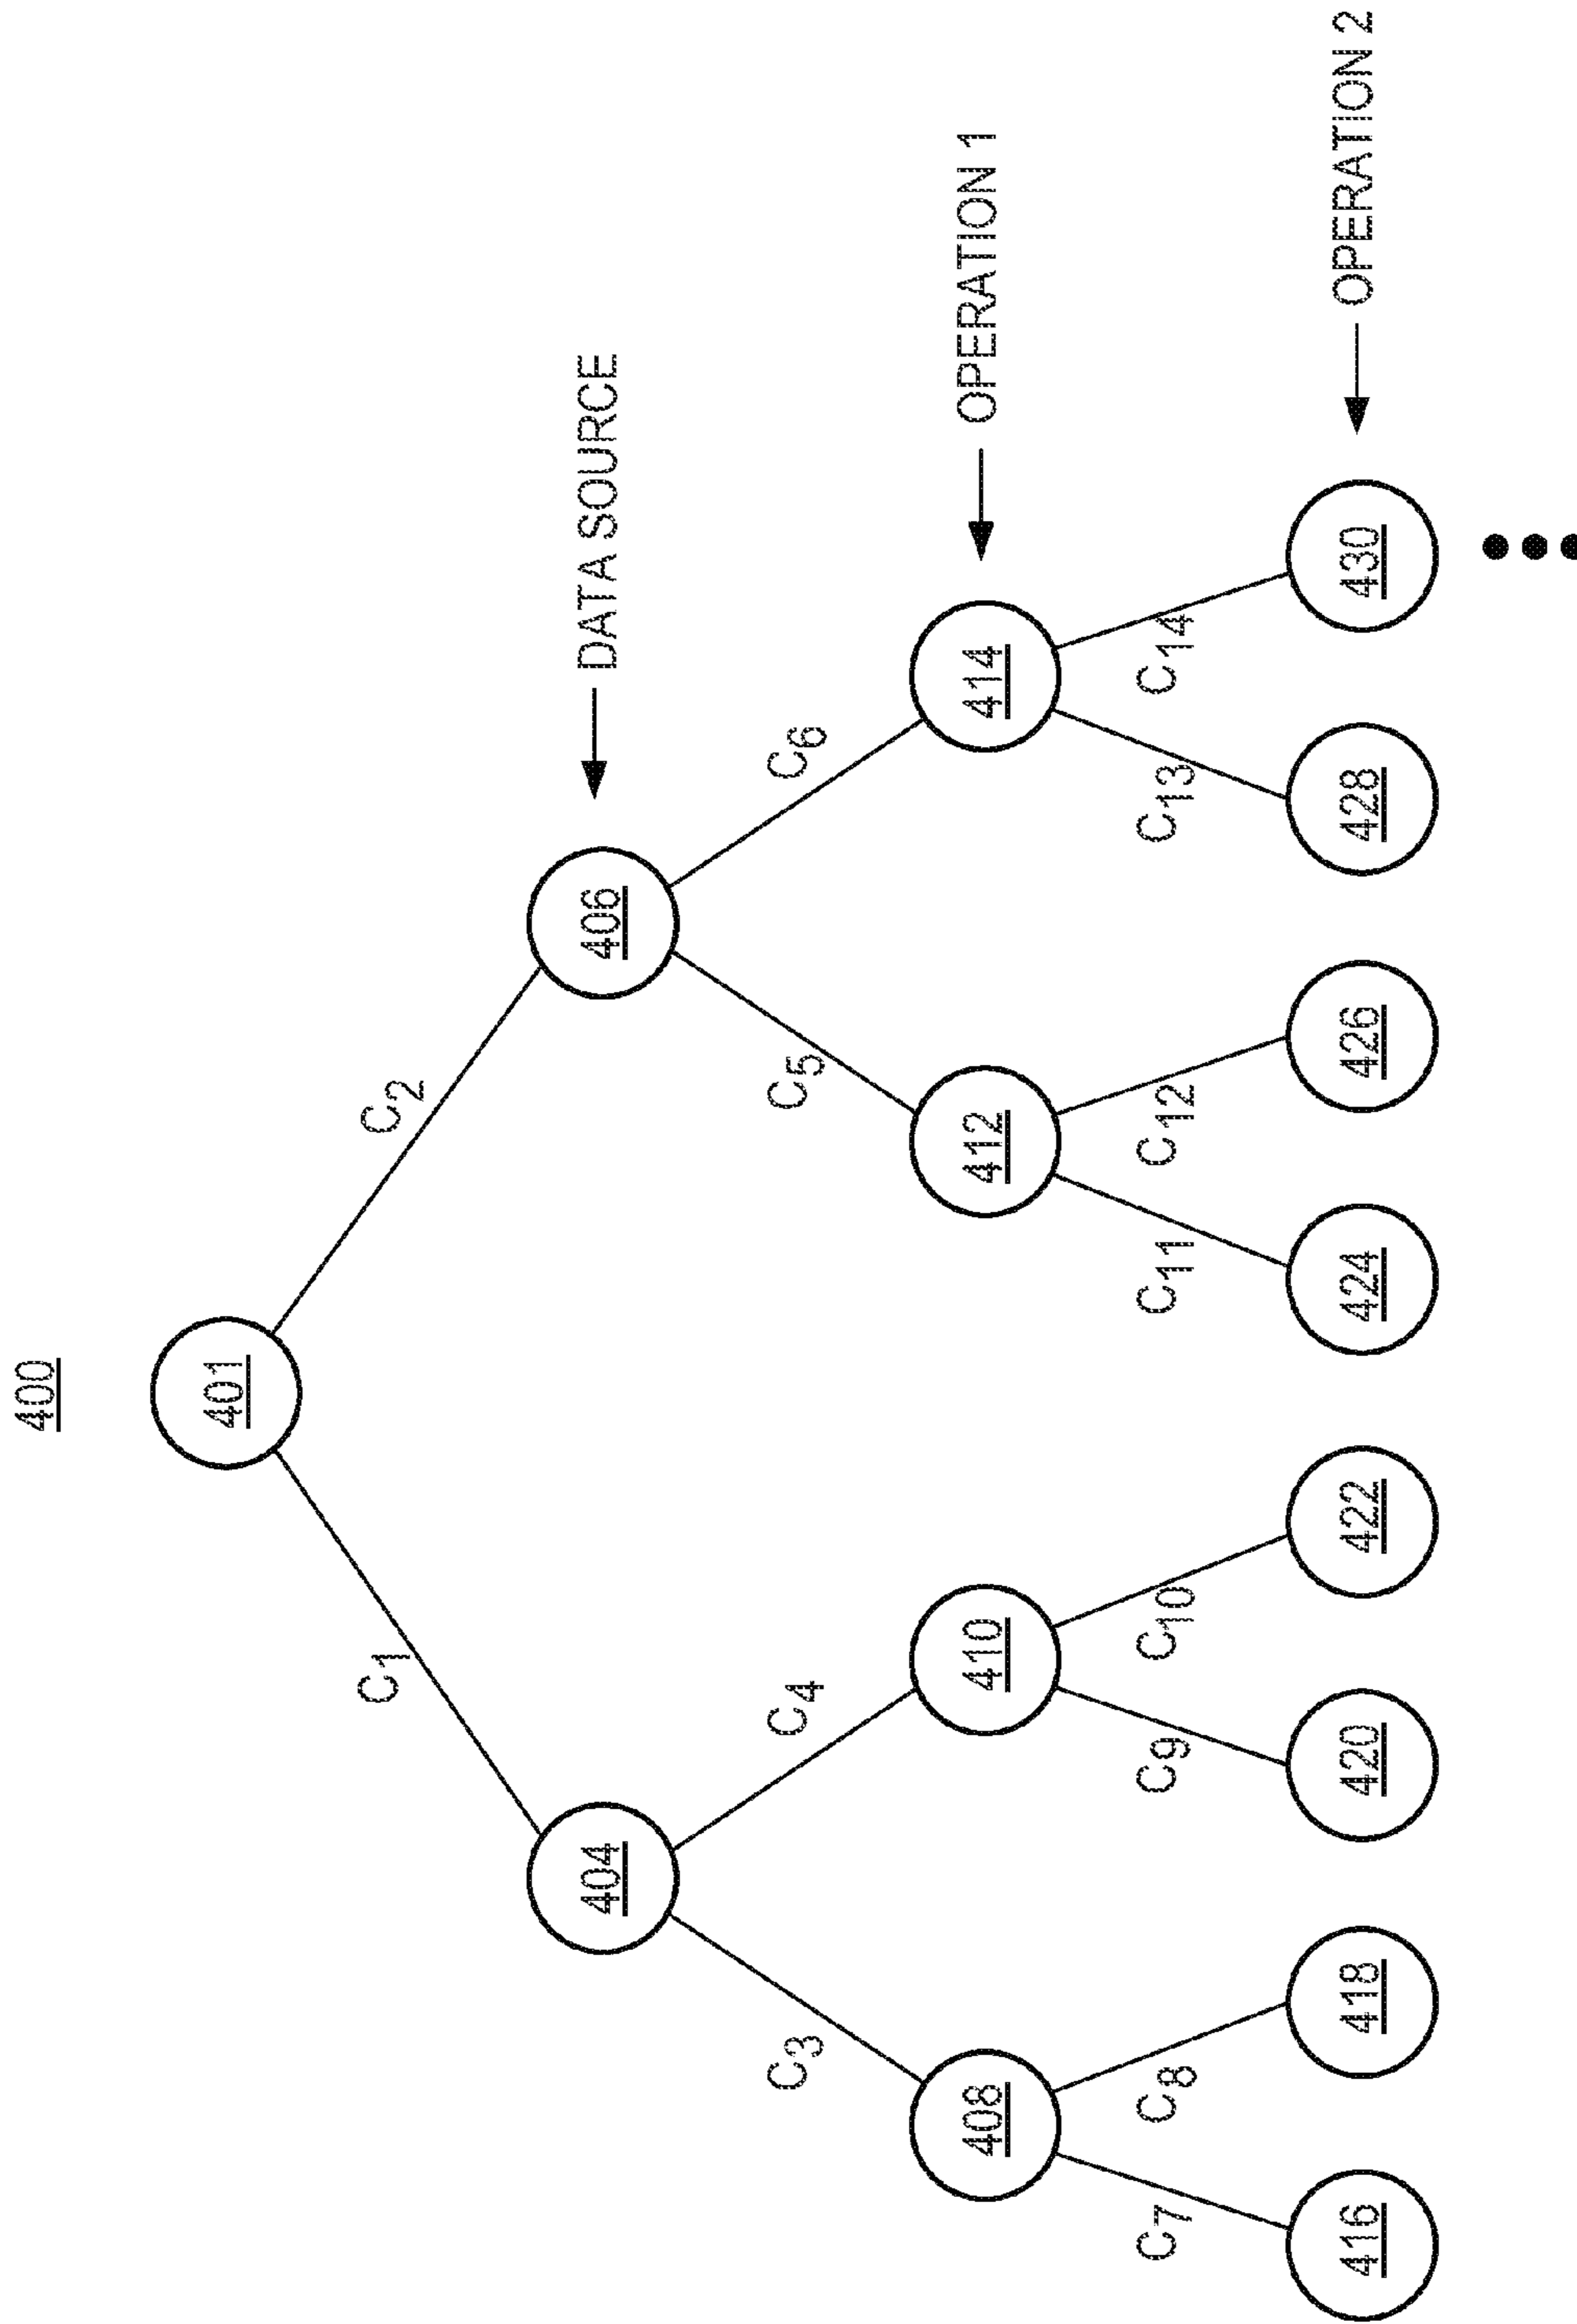 400
401
C1
C2
404
406
DATA SOURCE
C3
C4
C5
C6
408
410
412
414
OPERATION 1
C7
C8
C9
C10
C11
C12
C13
C14
416
418
420
422
424
426
428
430
OPERATION 2